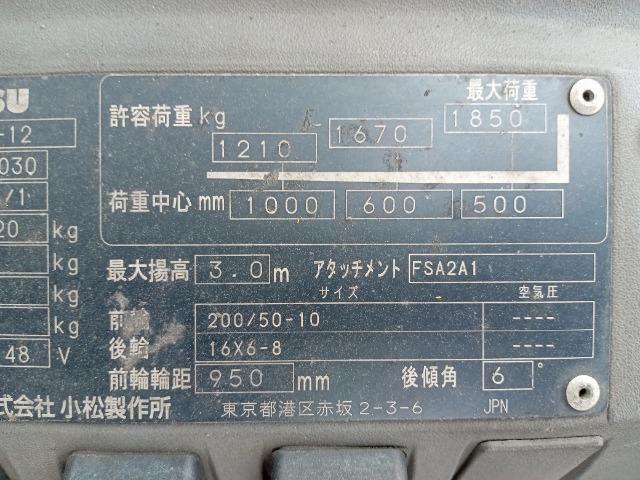 SU
-12
030
/1
20 kg
kg
kg
kg
48 V
式会社 小松製作所
最大荷重
許容荷重 kg 1210 1670 1850
荷重中心 mm 1000 600 500
最大揚高 3.0 m アタッチメント FSA2A1
サイズ 空気圧
前輪 200/50-10 ----
後輪 16X6-8 ----
前輪輪距 950 mm 後傾角 6°
東京都港区赤坂2-3-6 JPN